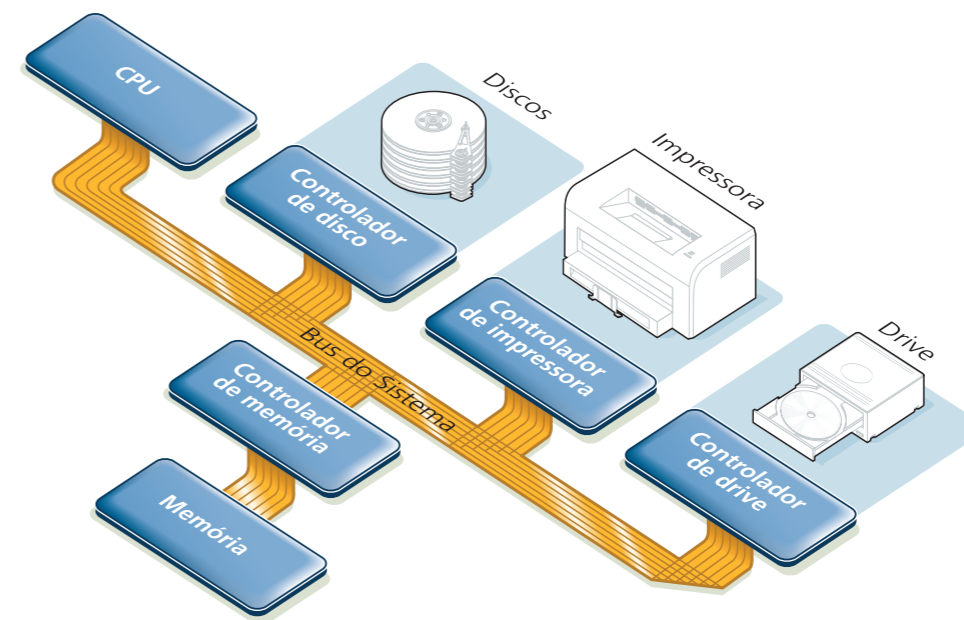 CPU
Discos
Controlador
de disco
Impressora
Controlador
de impressora
Bus do Sistema
Drive
Controlador
de memória
Controlador
de drive
Memória